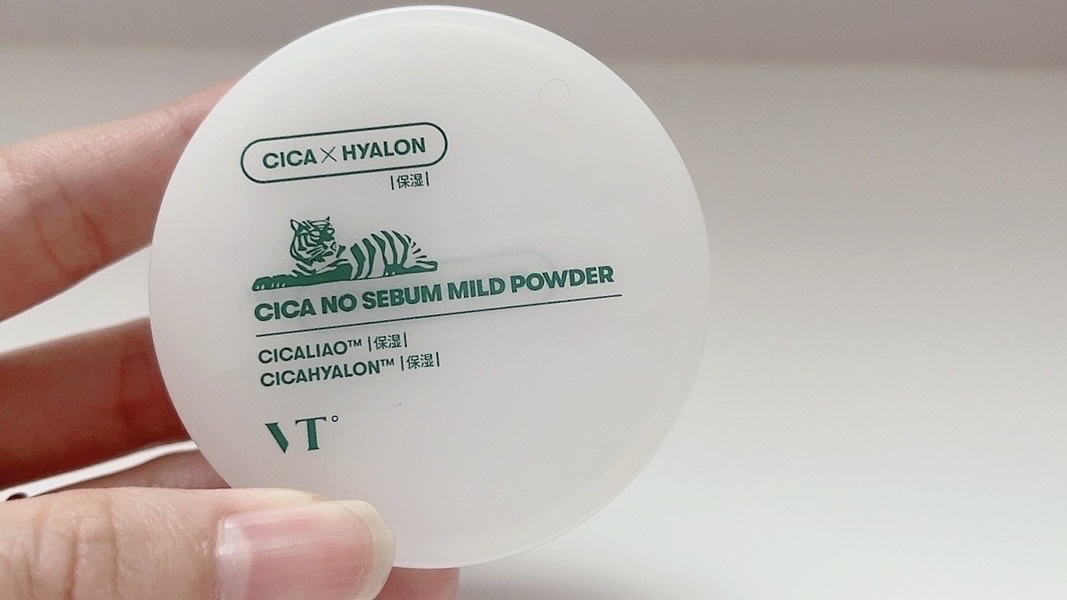 CICA×HYALON
|保湿|
CICA NO SEBUM MILD POWDER
CICALIAO™ |保湿|
CICAHYALON™ |保湿|
VT°